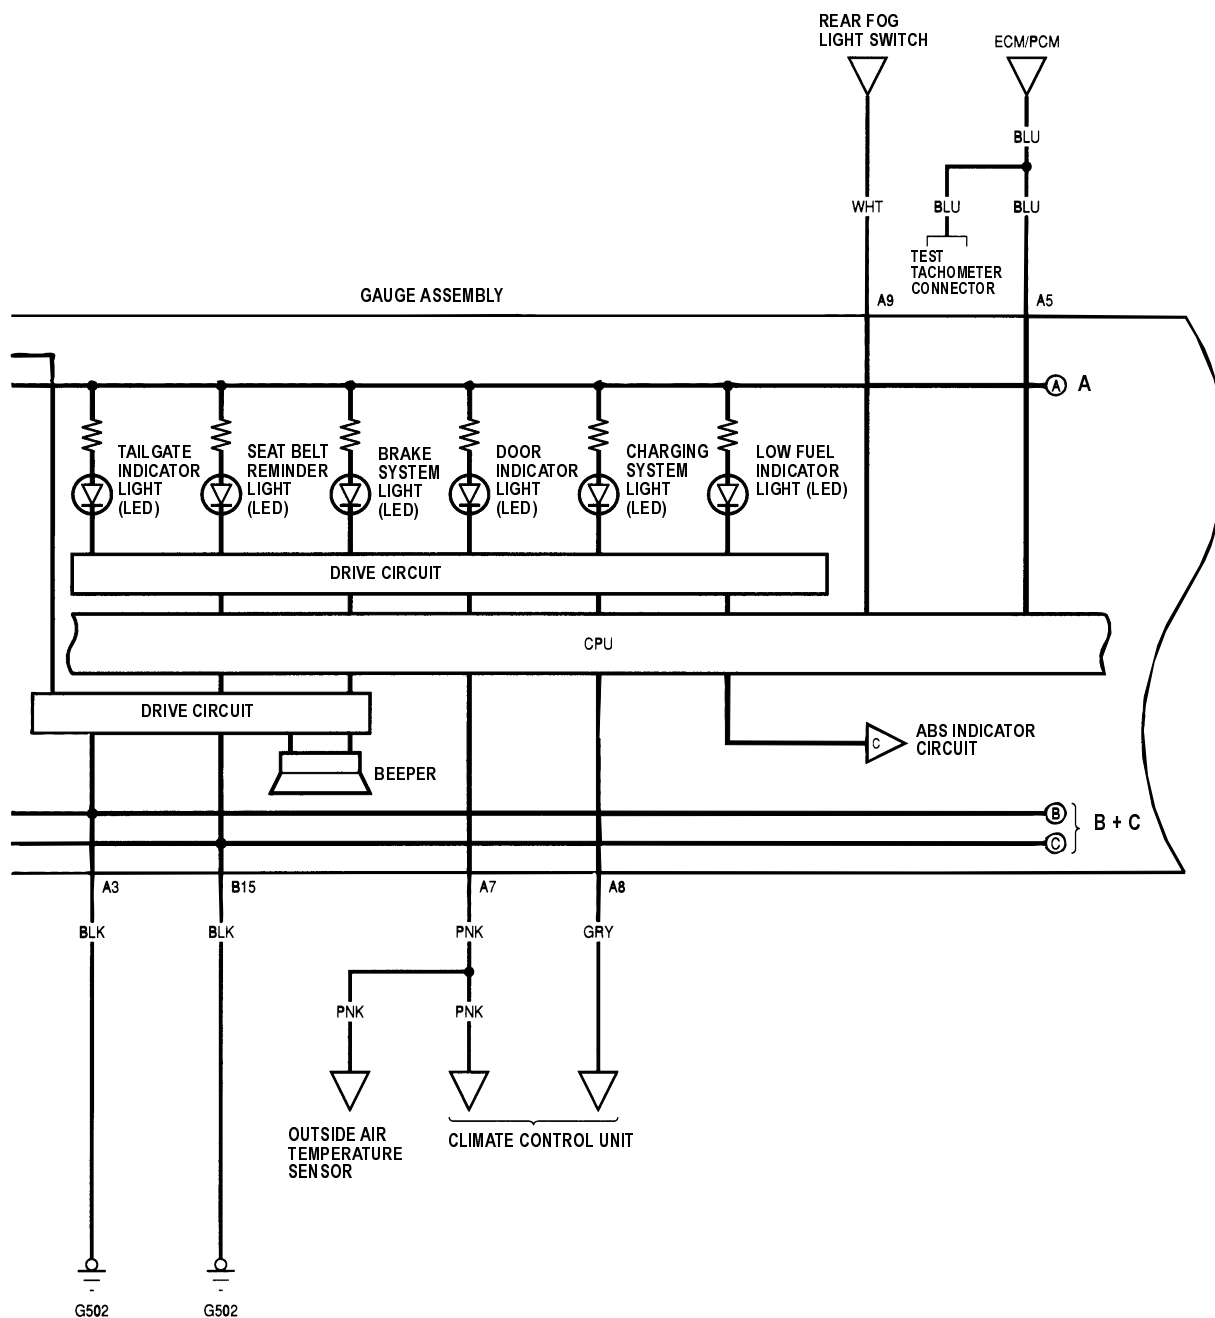 REAR FOG
LIGHT SWITCH
ECM/PCM
BLU
WHT
BLU
BLU
TEST
TACHOMETER
CONNECTOR
GAUGE ASSEMBLY
A9
A5
A
A
TAILGATE
INDICATOR
LIGHT
(LED)
SEAT BELT
REMINDER
LIGHT
(LED)
BRAKE
SYSTEM
LIGHT
(LED)
DOOR
INDICATOR
LIGHT
(LED)
CHARGING
SYSTEM
LIGHT
(LED)
LOW FUEL
INDICATOR
LIGHT (LED)
DRIVE CIRCUIT
CPU
DRIVE CIRCUIT
C
ABS INDICATOR
CIRCUIT
BEEPER
B
C
B + C
A3
B15
A7
A8
BLK
BLK
PNK
GRY
PNK
PNK
OUTSIDE AIR
TEMPERATURE
SENSOR
CLIMATE CONTROL UNIT
G502
G502